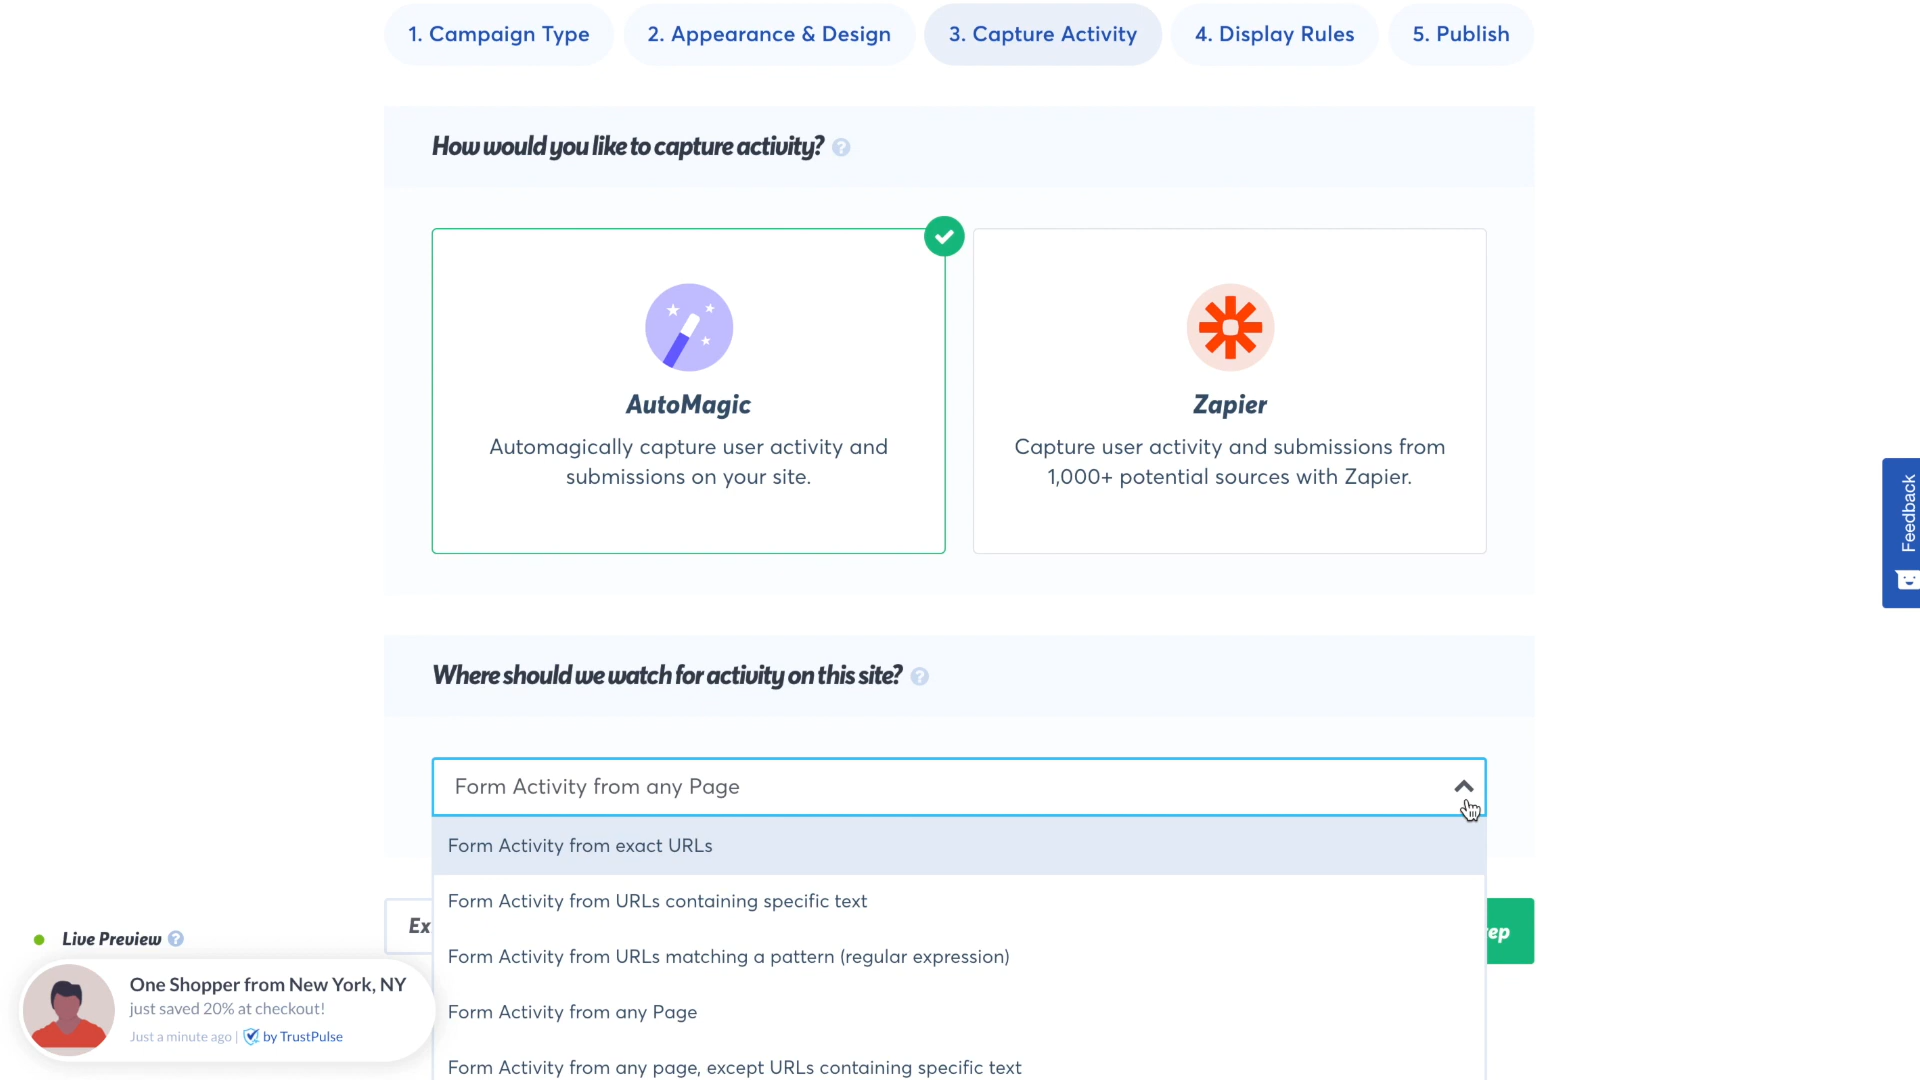 1. Campaign Type
2. Appearance & Design
3. Capture Activity
4. Display Rules
5. Publish
How would you like to capture activity?
AutoMagic
Automagically capture user activity and
submissions on your site.
Zapier
Capture user activity and submissions from
1,000+ potential sources with Zapier.
Feedback
Where should we watch for activity on this site?
Form Activity from any Page
Form Activity from exact URLs
Form Activity from URLs containing specific text
Form Activity from URLs matching a pattern (regular expression)
Form Activity from any Page
Form Activity from any page, except URLs containing specific text
Ex
ep
Live Preview
One Shopper from New York, NY
just saved 20% at checkout!
Just a minute ago | by TrustPulse